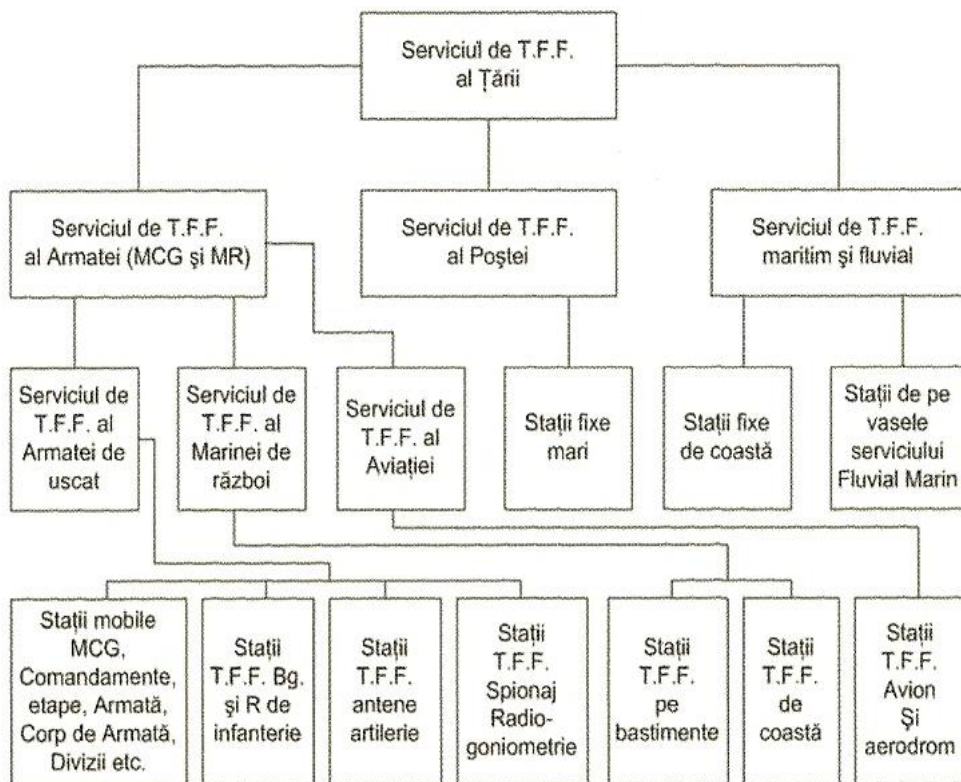 Serviciul de T.F.F.
al Țării
Serviciul de T.F.F.
al Armatei (MCG și MR)
Serviciul de T.F.F.
al Poștei
Serviciul de T.F.F.
maritim și fluvial
Serviciul de
T.F.F. al
Armatei de
uscat
Serviciul de
T.F.F. al
Marinei de
război
Serviciul de
T.F.F. al
Aviației
Stații fixe
mari
Stații fixe
de coastă
Stații de pe
vasele
serviciului
Fluvial Marin
Stații mobile
MCG,
Comandamente,
etape, Armată,
Corp de Armată,
Divizii etc.
Stații
T.F.F. Bg.
și R de
infanterie
Stații
T.F.F.
antene
artilerie
Stații
T.F.F.
Spionaj
Radio-
goniometrie
Stații
T.F.F.
pe
bastimente
Stații
T.F.F.
de
coastă
Stații
T.F.F.
Avion
Și
aerodrom